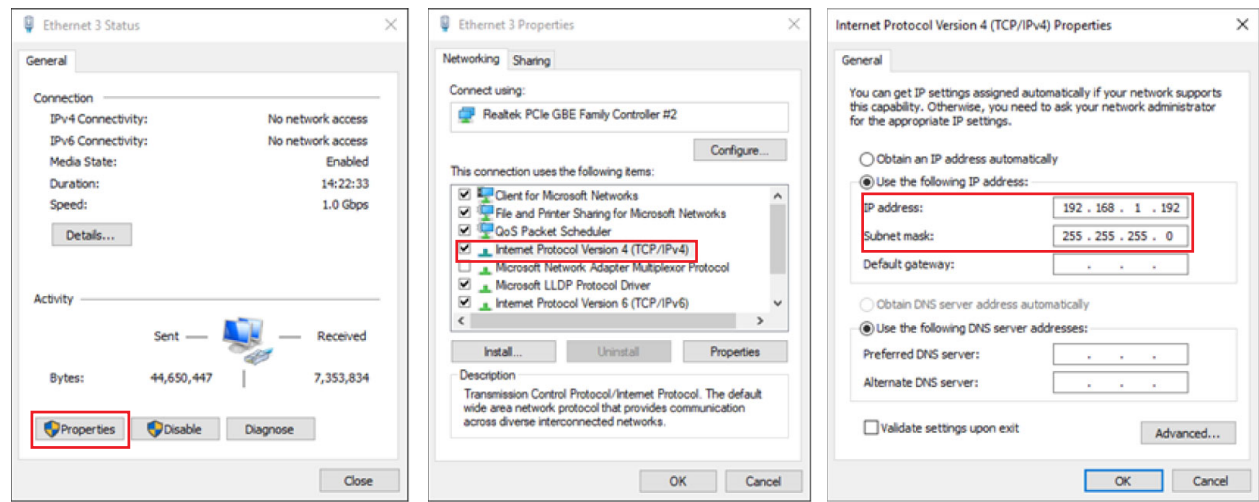 Ethernet 3 Status
General
Connection
IPv4 Connectivity: No network access
IPv6 Connectivity: No network access
Media State: Enabled
Duration: 14:22:33
Speed: 1.0 Gbps
Details...
Activity
Sent — Received
Bytes: 44,650,447 7,353,834
Properties Disable Diagnose
Close
Ethernet 3 Properties
Networking Sharing
Connect using:
Realtek PCIe GBE Family Controller #2
Configure...
This connection uses the following items:
Client for Microsoft Networks
File and Printer Sharing for Microsoft Networks
QoS Packet Scheduler
Internet Protocol Version 4 (TCP/IPv4)
Microsoft Network Adapter Multiplexor Protocol
Microsoft LLDP Protocol Driver
Internet Protocol Version 6 (TCP/IPv6)
Install... Uninstall Properties
Description
Transmission Control Protocol/Internet Protocol. The default
wide area network protocol that provides communication
across diverse interconnected networks.
OK Cancel
Internet Protocol Version 4 (TCP/IPv4) Properties
General
You can get IP settings assigned automatically if your network supports
this capability. Otherwise, you need to ask your network administrator
for the appropriate IP settings.
Obtain an IP address automatically
Use the following IP address:
IP address: 192 . 168 . 1 . 192
Subnet mask: 255 . 255 . 255 . 0
Default gateway: . . .
Obtain DNS server address automatically
Use the following DNS server addresses:
Preferred DNS server: . . .
Alternate DNS server: . . .
Validate settings upon exit
Advanced...
OK Cancel